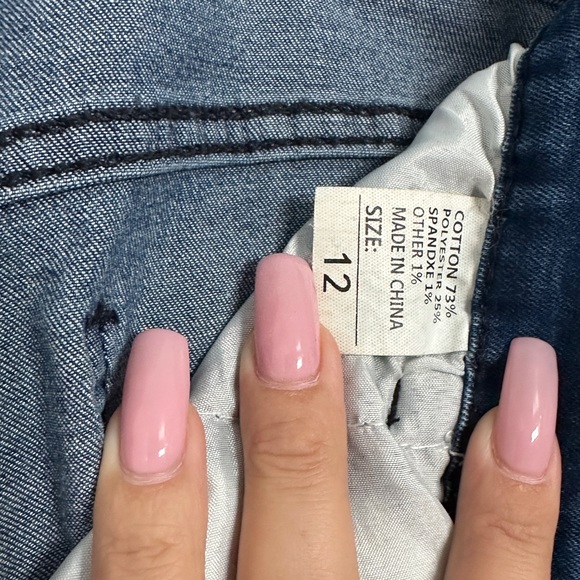 COTTON 73%
POLYESTER 25%
SPANDXE 1%
OTHER 1%
MADE IN CHINA
SIZE:
12